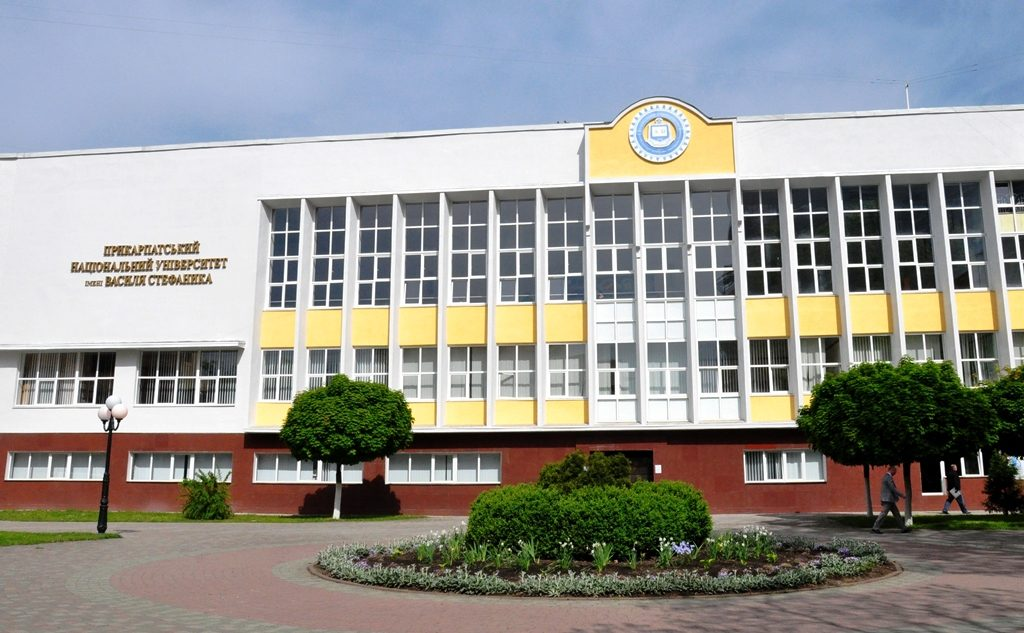 ПРИКАРПАТСЬКИЙ
НАЦІОНАЛЬНИЙ УНІВЕРСИТЕТ
ІМЕНІ ВАСИЛЯ СТЕФАНИКА